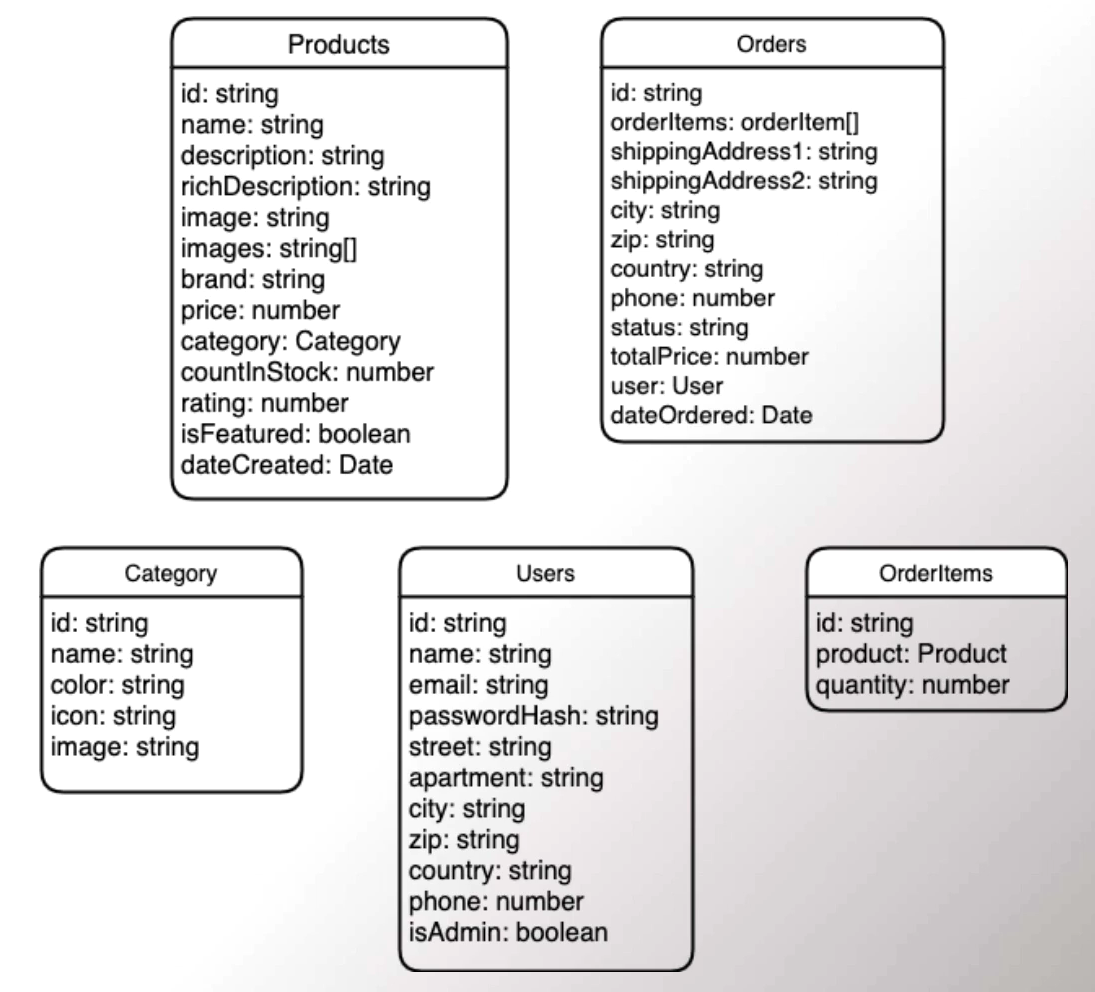 Products
id: string
name: string
description: string
richDescription: string
image: string
images: string[]
brand: string
price: number
category: Category
countInStock: number
rating: number
isFeatured: boolean
dateCreated: Date
Orders
id: string
orderItems: orderItem[]
shippingAddress1: string
shippingAddress2: string
city: string
zip: string
country: string
phone: number
status: string
totalPrice: number
user: User
dateOrdered: Date
Category
id: string
name: string
color: string
icon: string
image: string
Users
id: string
name: string
email: string
passwordHash: string
street: string
apartment: string
city: string
zip: string
country: string
phone: number
isAdmin: boolean
OrderItems
id: string
product: Product
quantity: number